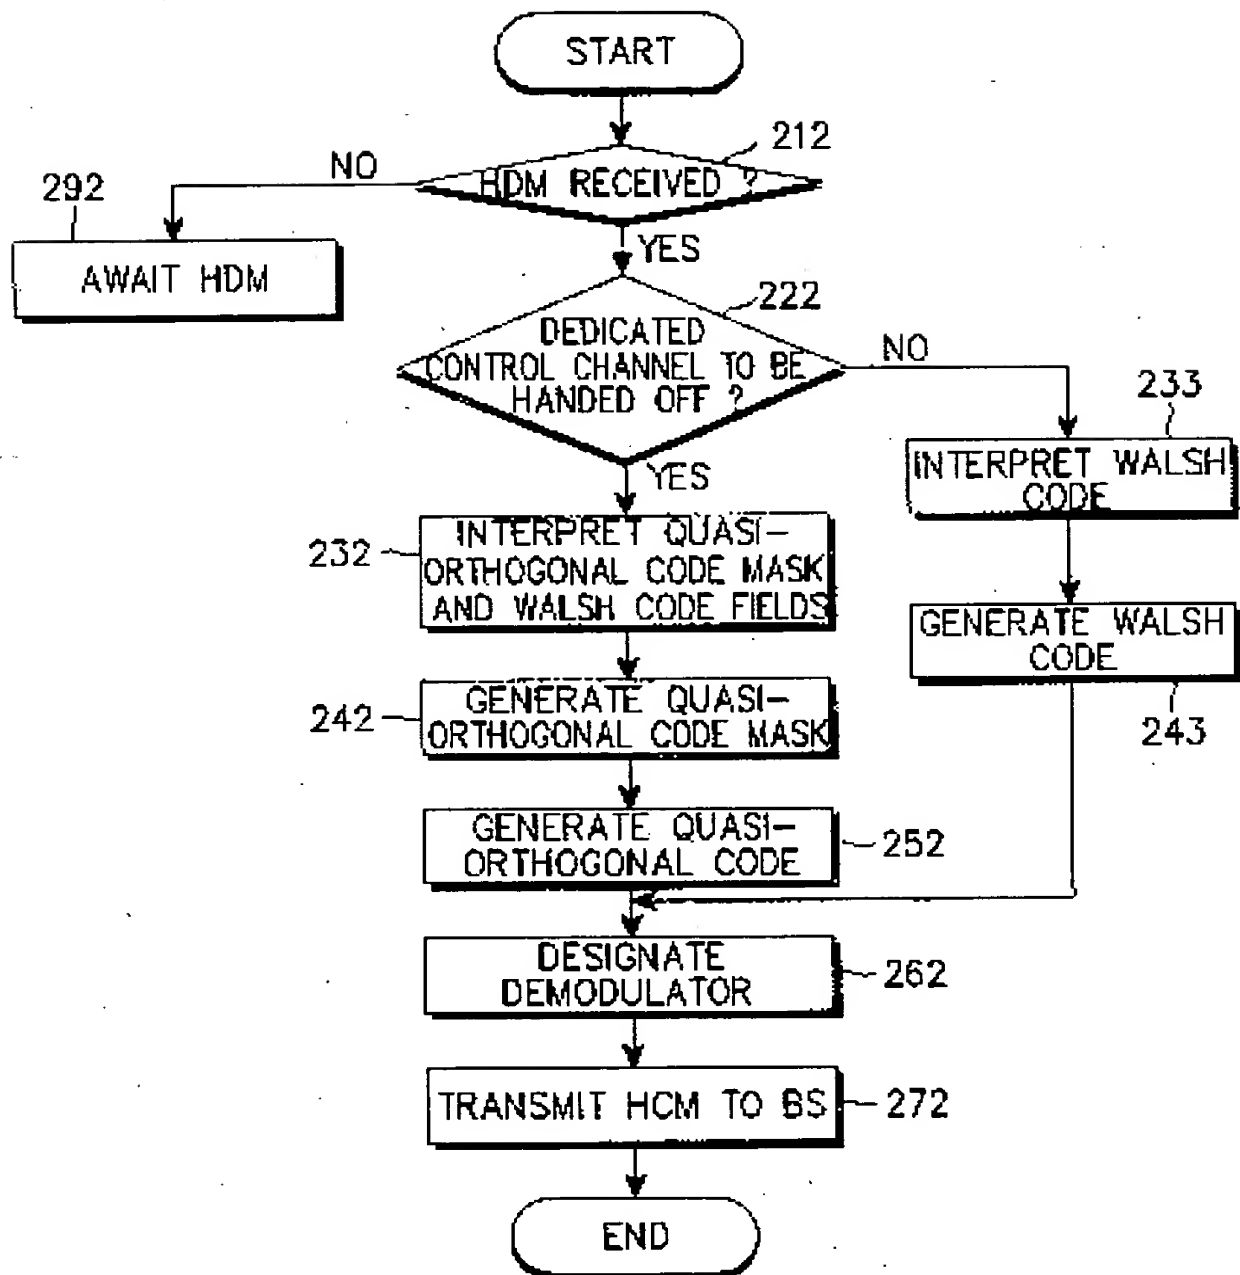 START
212
HDM RECEIVED ?
NO
292
AWAIT HDM
YES
222
DEDICATED
CONTROL CHANNEL TO BE
HANDED OFF ?
NO
233
INTERPRET WALSH
CODE
YES
232
INTERPRET QUASI-
ORTHOGONAL CODE MASK
AND WALSH CODE FIELDS
GENERATE WALSH
CODE
243
242
GENERATE QUASI-
ORTHOGONAL CODE MASK
GENERATE QUASI-
ORTHOGONAL CODE
252
DESIGNATE
DEMODULATOR
262
TRANSMIT HCM TO BS
272
END